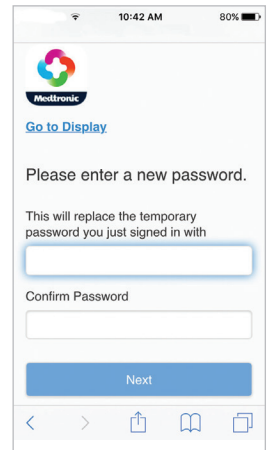 10:42 AM
80%
Medtronic
Go to Display
Please enter a new password.
This will replace the temporary
password you just signed in with
Confirm Password
Next